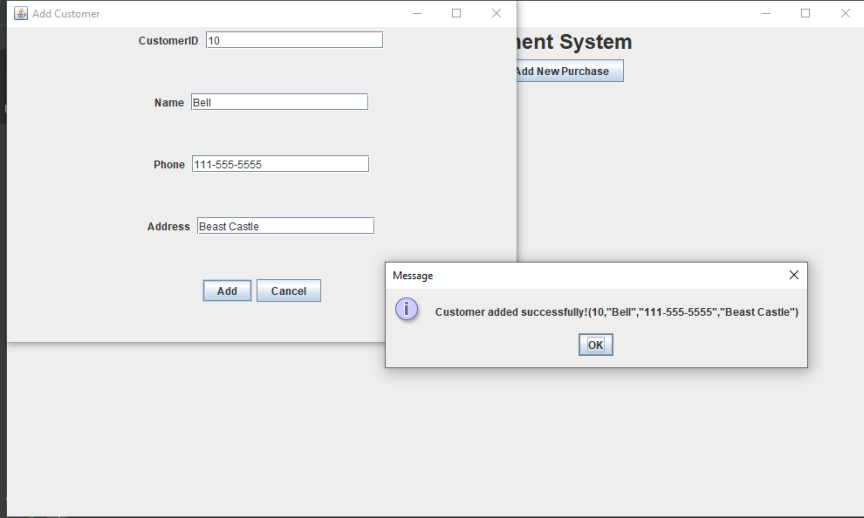 Add Customer
CustomerID 10
Name Bell
Phone 111-555-5555
Address Beast Castle
Add Cancel
System
Add New Purchase
Message
Customer added successfully!(10,"Bell","111-555-5555","Beast Castle")
OK